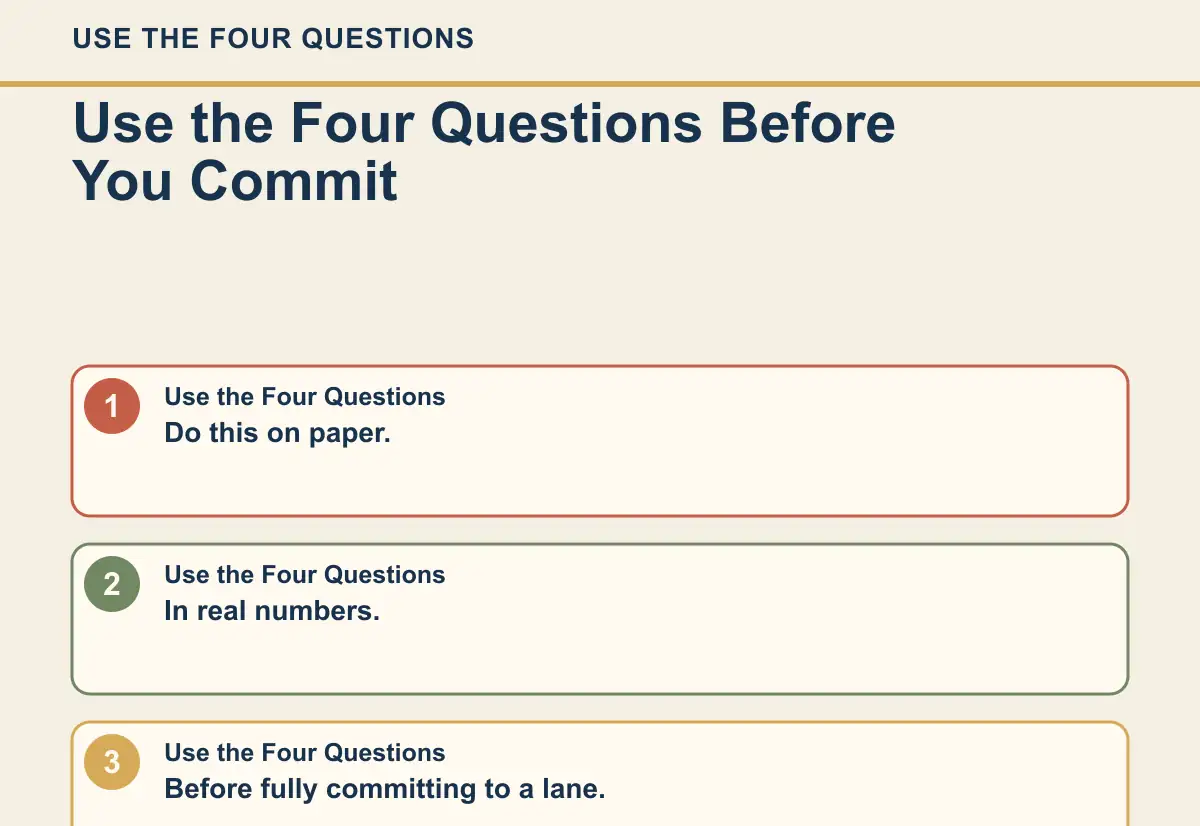 USE THE FOUR QUESTIONS
Use the Four Questions Before
You Commit
1
Use the Four Questions
Do this on paper.
2
Use the Four Questions
In real numbers.
3
Use the Four Questions
Before fully committing to a lane.